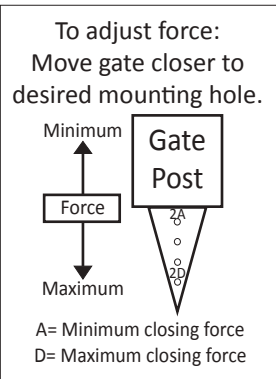 To adjust force:
Move gate closer to
desired mounting hole.
Minimum
Gate
Post
Force
2A
2D
Maximum
A= Minimum closing force
D= Maximum closing force